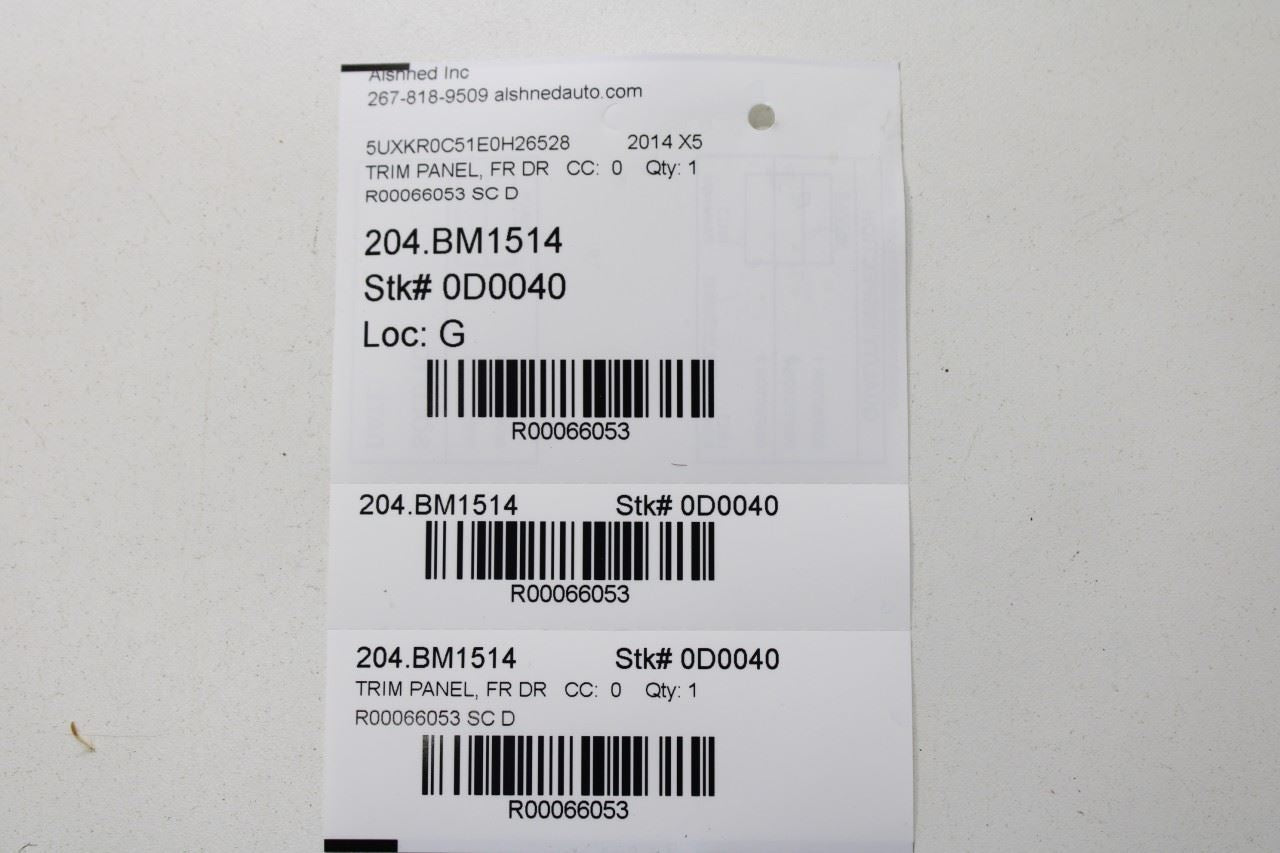 Alshned Inc
267-818-9509 alshnedauto.com
5UXKR0C51E0H26528 2014 X5
TRIM PANEL, FR DR CC: 0 Qty: 1
R00066053 SC D
204.BM1514
Stk# 0D0040
Loc: G
R00066053
204.BM1514 Stk# 0D0040
R00066053
204.BM1514 Stk# 0D0040
TRIM PANEL, FR DR CC: 0 Qty: 1
R00066053 SC D
R00066053